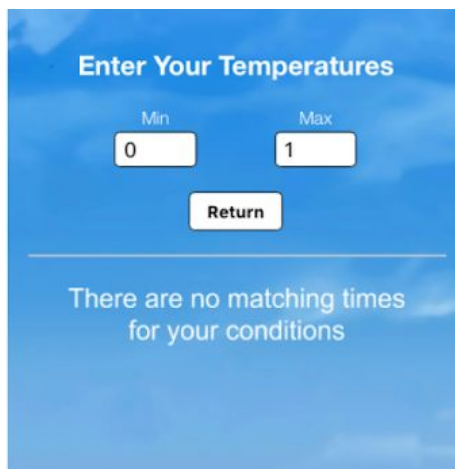 Enter Your Temperatures
Min Max
0 1
Return
There are no matching times
for your conditions